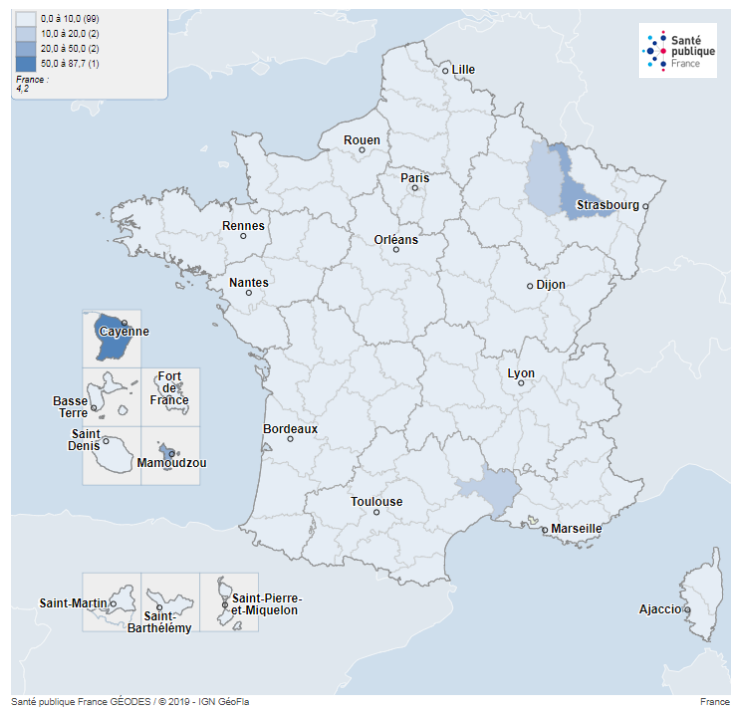 0,0 à 10,0 (99)
10,0 à 20,0 (2)
20,0 à 50,0 (2)
50,0 à 87,7 (1)
France :
4,2
Santé
publique
France
Lille
Rouen
Paris
Strasbourg
Rennes
Orléans
Nantes
Dijon
Cayenne
Lyon
Fort
de
France
Basse
Terre
Saint
Denis
Bordeaux
Mamoudzou
Toulouse
Marseille
Saint-Martin
Saint-
Barthélémy
Saint-Pierre-
et-Miquelon
Ajaccio
Santé publique France GÉODES / © 2019 - IGN GéoFla
France